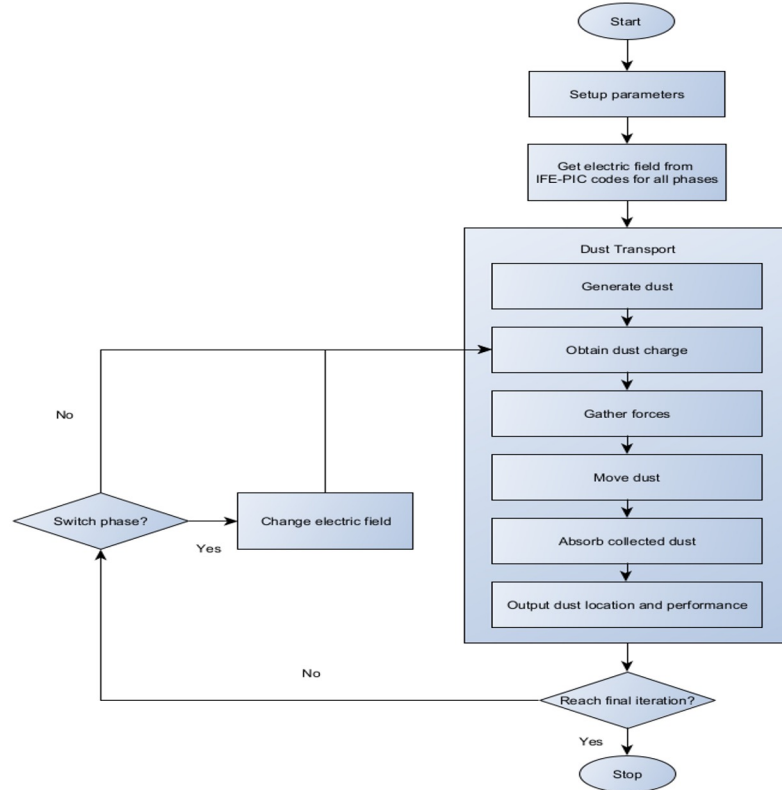 Start
Setup parameters
Get electric field from
IFE-PIC codes for all phases
Dust Transport
Generate dust
Obtain dust charge
Gather forces
Move dust
Absorb collected dust
Output dust location and performance
Reach final iteration?
Yes
Stop
No
Switch phase?
Yes
Change electric field
No